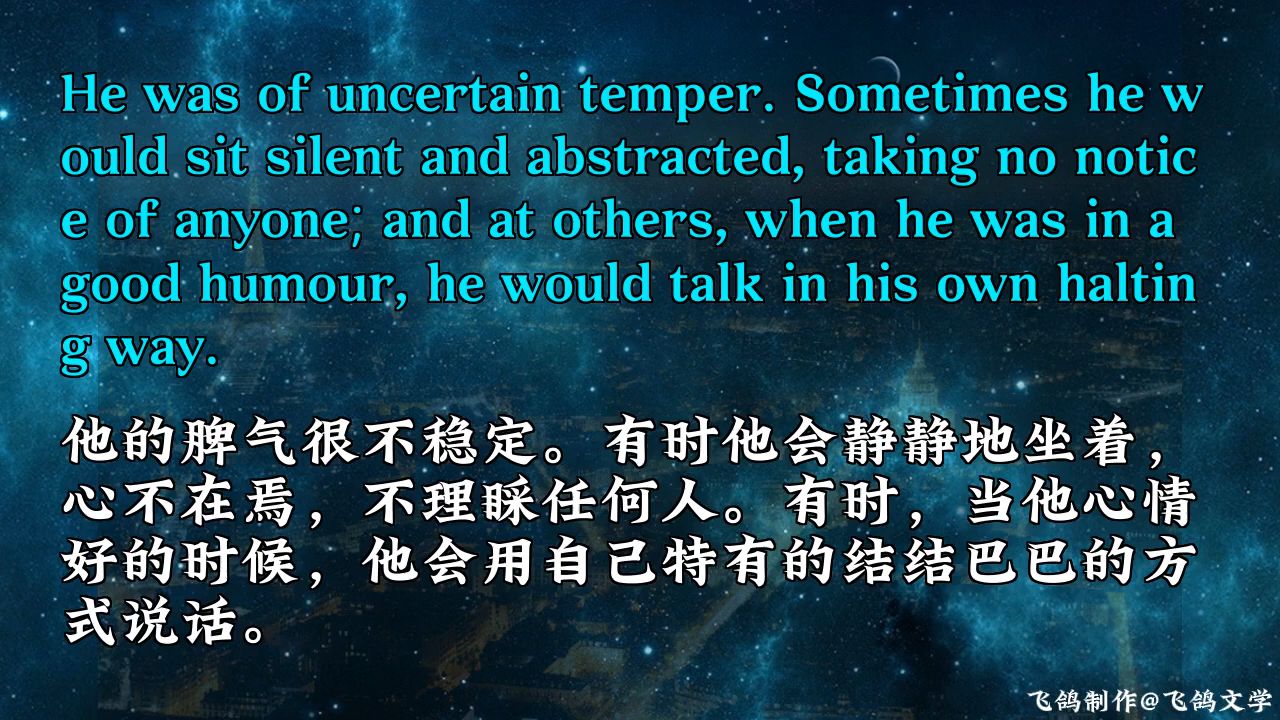 He was of uncertain temper. Sometimes he w
ould sit silent and abstracted, taking no notic
e of anyone; and at others, when he was in a
good humour, he would talk in his own haltin
g way.
他的脾气很不稳定。有时他会静静地坐着，
心不在焉，不理睬任何人。有时，当他心情
好的时候，他会用自己特有的结结巴巴的方
式说话。
飞鸽制作@飞鸽文学